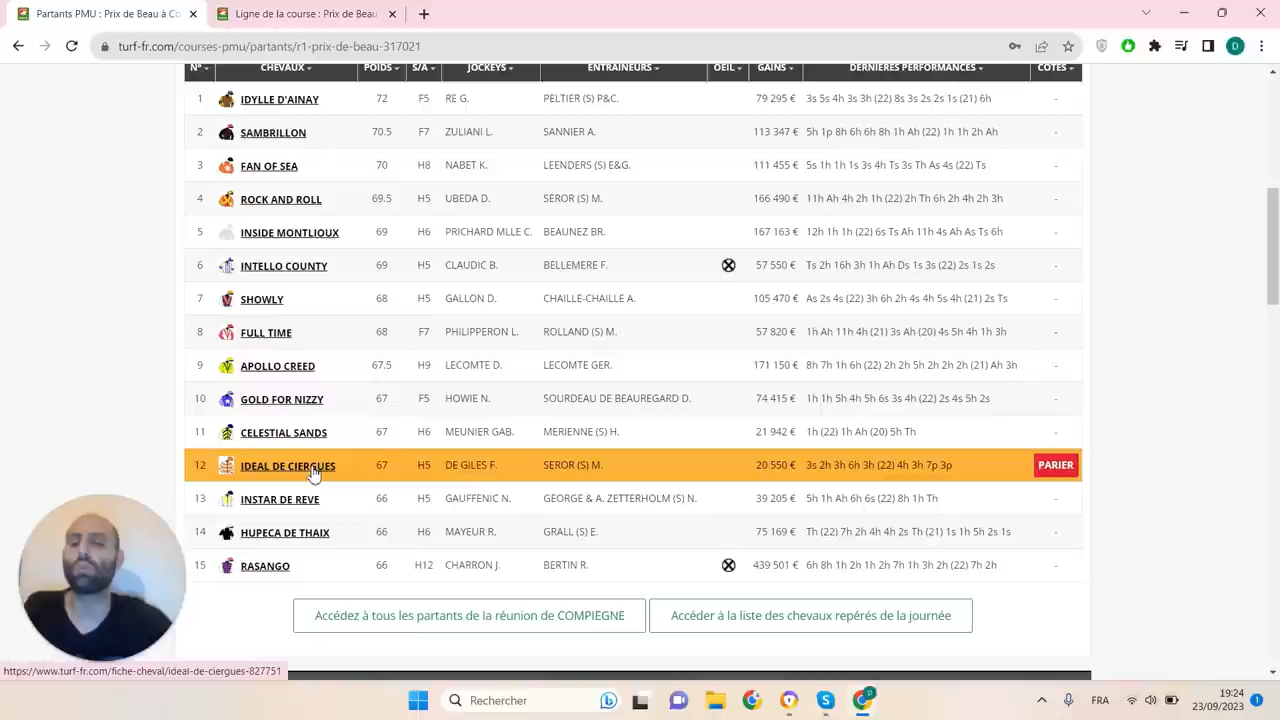 Partants PMU : Prix de Beau à Co
Ligne de la course : Prix de Beau
turf-fr.com/courses-pmu/partants/r1-prix-de-beau-317021
N° CHEVAUX POIDS S/A JOCKEYS ENTRAINEURS OEIL GAINS DERNIÈRES PERFORMANCES COTES
1 IDYLLE D'AINAY 72 F5 RE G. PELTIER (S) P&C. 79 295 € 3s 5s 4h 3s 3h (22) 8s 3s 2s 2s 1s (21) 6h -
2 SAMBRILLON 70.5 F7 ZULIANI L. SANNIER A. 113 347 € 5h 1p 8h 6h 6h 8h 1h Ah (22) 1h 1h 2h Ah -
3 FAN OF SEA 70 H8 NABET K. LEENDERS (S) E&G. 111 455 € 5s 1h 1h 1s 3s 4h Ts 3s Th As 4s (22) Ts -
4 ROCK AND ROLL 69.5 H5 UBEDA D. SEROR (S) M. 166 490 € 11h Ah 4h 2h 1h (22) 2h Th 6h 2h 4h 2h 3h -
5 INSIDE MONTLIOUX 69 H6 PRICHARD MLLE C. BEAUNEZ BR. 167 163 € 12h 1h 1h (22) 6s Ts Ah 11h 4s Ah As Ts 6h -
6 INTELLO COUNTY 69 H5 CLAUDIC B. BELLEMERE F. 57 550 € Ts 2h 16h 3h 1h Ah Ds 1s 3s (22) 2s 1s 2s -
7 SHOWLY 68 H5 GALLON D. CHAILLE-CHAILLE A. 105 470 € As 2s 4s (22) 3h 6h 2h 4s 4h 5s 4h (21) 2s Ts -
8 FULL TIME 68 F7 PHILIPPERON L. ROLLAND (S) M. 57 820 € 1h Ah 11h 4h (21) 3s Ah (20) 4s 5h 4h 1h 3h -
9 APOLLO CREED 67.5 H9 LECOMTE D. LECOMTE GER. 171 150 € 8h 7h 1h 6h (22) 2h 2h 5h 2h 2h 2h (21) Ah 3h -
10 GOLD FOR NIZZY 67 F5 HOWIE N. SOURDEAU DE BEAUREGARD D. 74 415 € 1h 1h 5h 4h 5h 6s 3s 4h (22) 2s 4s 5h 2s -
11 CELESTIAL SANDS 67 H6 MEUNIER GAB. MERIENNE (S) H. 21 942 € 1h (22) 1h Ah (20) 5h Th -
12 IDEAL DE CIERGUES 67 H5 DE GILES F. SEROR (S) M. 20 550 € 3s 2h 3h 6h 3h (22) 4h 3h 7p 3p PARIER
13 INSTAR DE REVE 66 H5 GAUFFENIC N. GEORGE & A. ZETTERHOLM (S) N. 39 205 € 5h 1h Ah 6h 6s (22) 8h 1h Th -
14 HUPECA DE THAIX 66 H6 MAYEUR R. GRALL (S) E. 75 169 € Th (22) 7h 2h 4h 4h 2s Th (21) 1s 1h 5h 2s 1s -
15 RASANGO 66 H12 CHARRON J. BERTIN R. 439 501 € 6h 8h 1h 2h 1h 2h 7h 1h 3h 2h (22) 7h 2h -
Accédez à tous les partants de la réunion de COMPIÈGNE Accéder à la liste des chevaux repérés de la journée
https://www.turf-fr.com/fiche-cheval/ideal-de-ciergues-827751
Rechercher FRA 19:24
23/09/2023